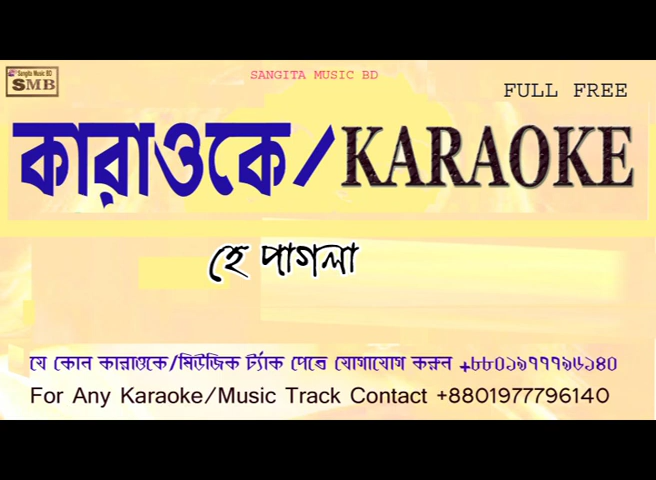 Sangita Music BD
SMB
SANGITA MUSIC BD
FULL FREE
কারাওকে/KARAOKE
হে পাগলা
যে কোন কারাওকে/মিউজিক ট্র্যাক পেতে যোগাযোগ করুন +৮৮০১৯৭৭৭৯৬১৪০
For Any Karaoke/Music Track Contact +8801977796140